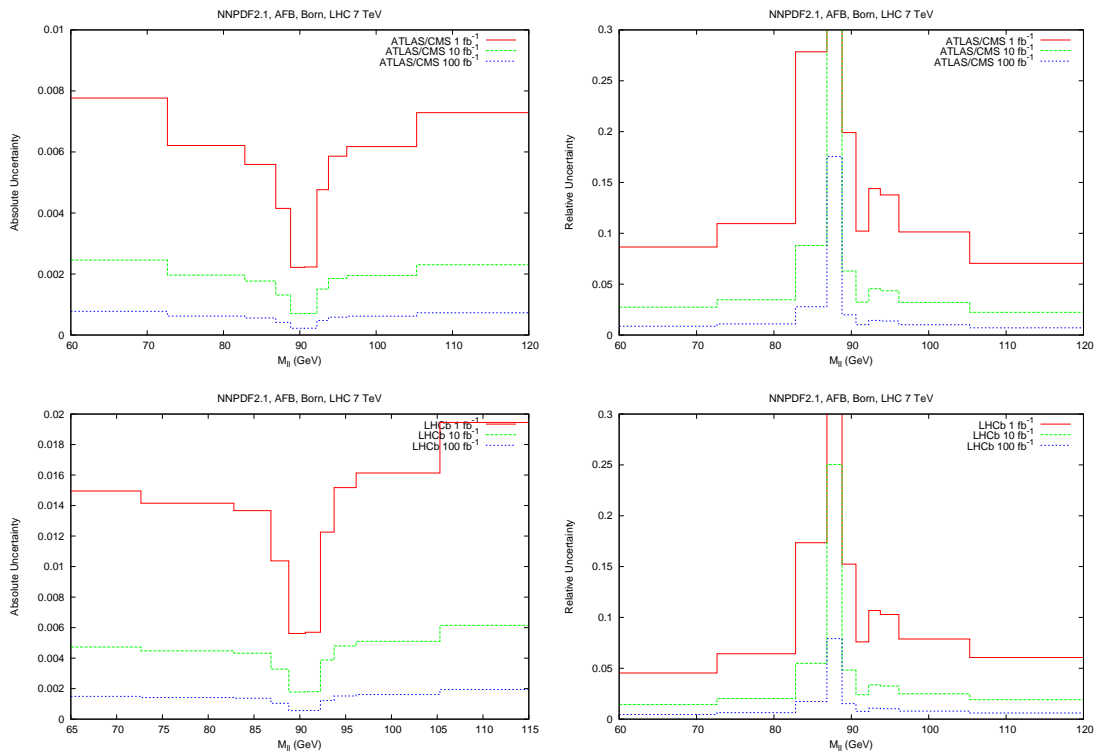 NNPDF2.1, AFB, Born, LHC 7 TeV
ATLAS/CMS 1 fb⁻¹
ATLAS/CMS 10 fb⁻¹
ATLAS/CMS 100 fb⁻¹
Absolute Uncertainty
0.01
0.008
0.006
0.004
0.002
0
60 70 80 90 100 110 120
M_ll (GeV)
NNPDF2.1, AFB, Born, LHC 7 TeV
ATLAS/CMS 1 fb⁻¹
ATLAS/CMS 10 fb⁻¹
ATLAS/CMS 100 fb⁻¹
Relative Uncertainty
0.3
0.25
0.2
0.15
0.1
0.05
0
60 70 80 90 100 110 120
M_ll (GeV)
NNPDF2.1, AFB, Born, LHC 7 TeV
LHCb 1 fb⁻¹
LHCb 10 fb⁻¹
LHCb 100 fb⁻¹
Absolute Uncertainty
0.02
0.018
0.016
0.014
0.012
0.01
0.008
0.006
0.004
0.002
0
65 70 75 80 85 90 95 100 105 110 115
M_ll (GeV)
NNPDF2.1, AFB, Born, LHC 7 TeV
LHCb 1 fb⁻¹
LHCb 10 fb⁻¹
LHCb 100 fb⁻¹
Relative Uncertainty
0.3
0.25
0.2
0.15
0.1
0.05
0
60 70 80 90 100 110 120
M_ll (GeV)